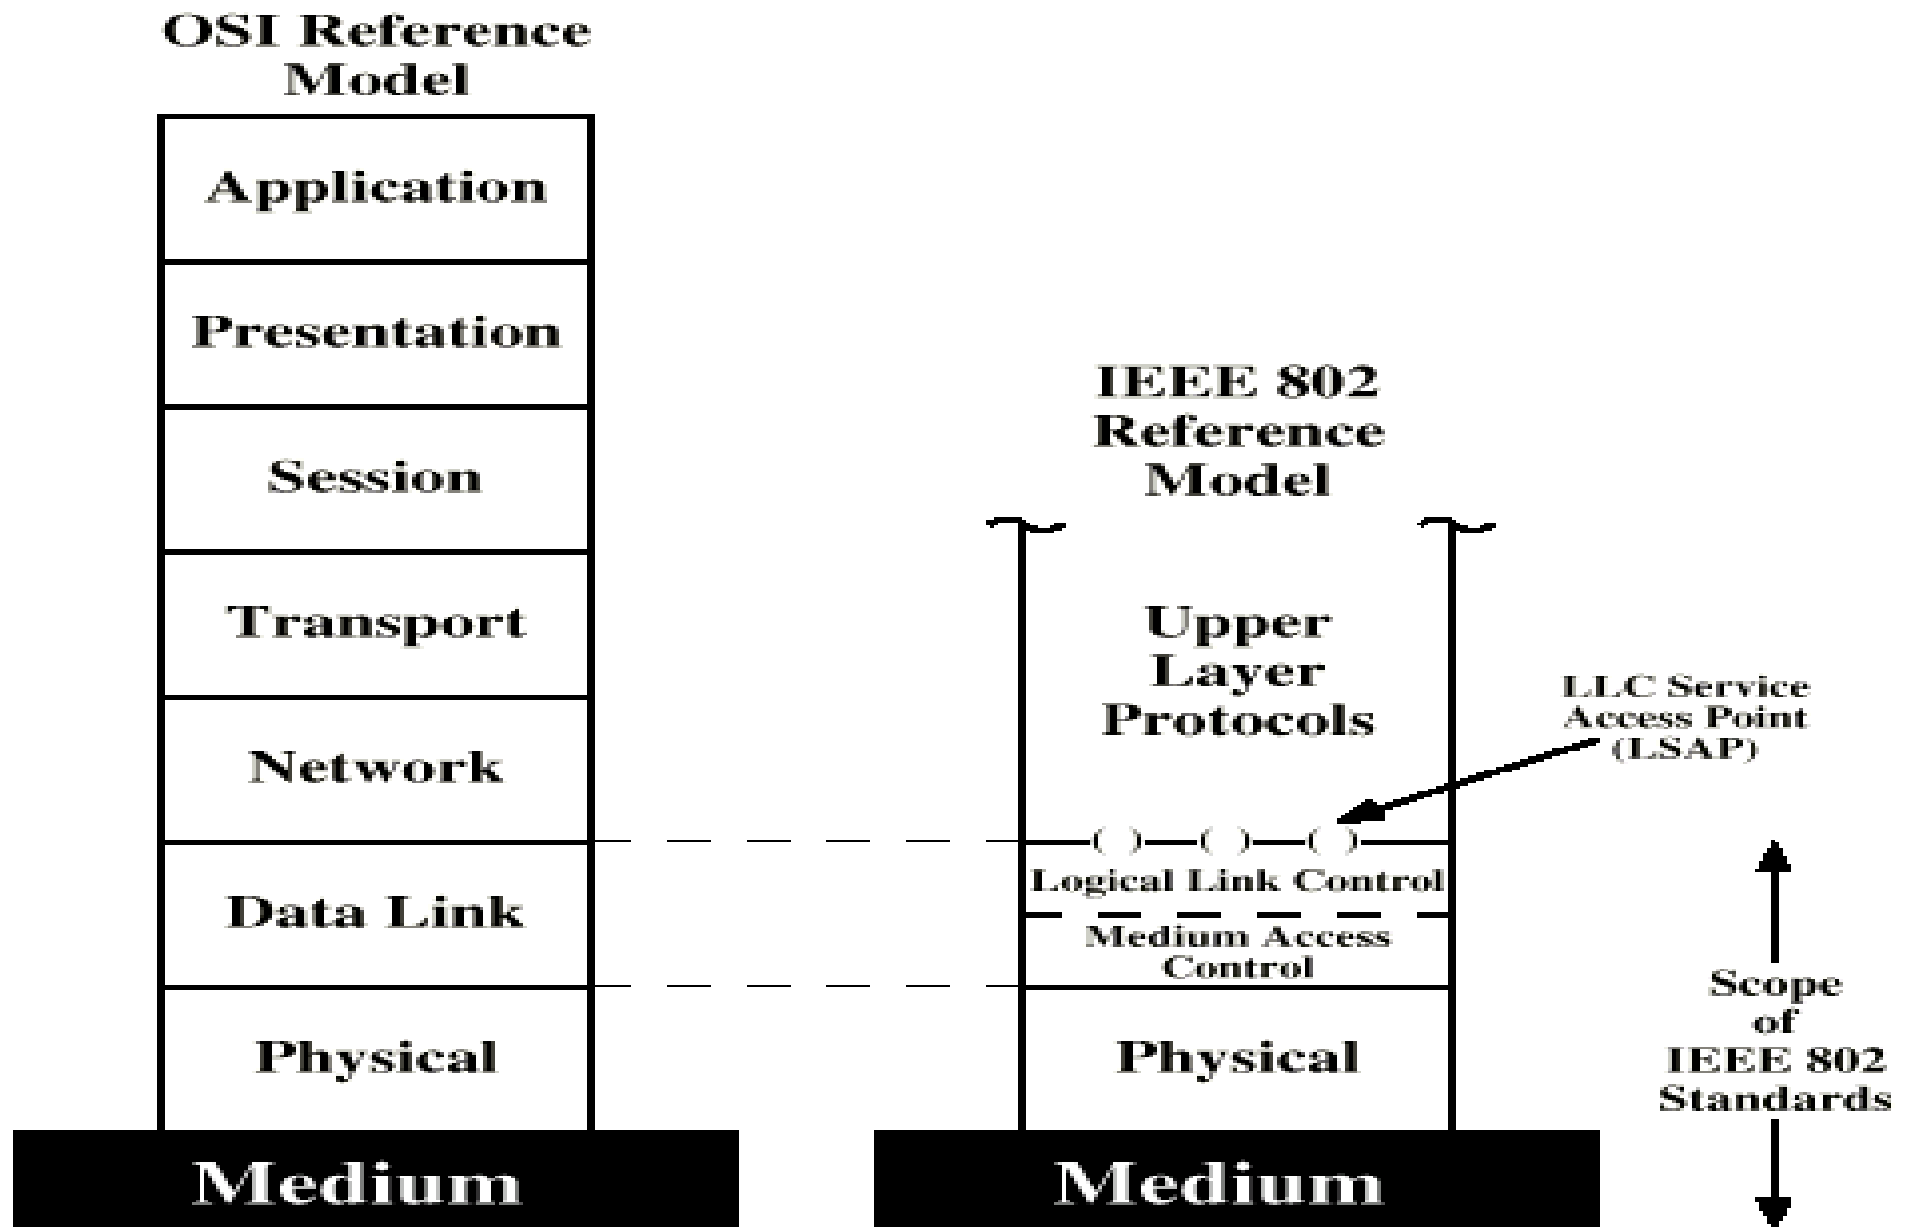 OSI Reference
Model
Application
Presentation
Session
Transport
Network
Data Link
Physical
Medium
IEEE 802
Reference
Model
Upper
Layer
Protocols
LLC Service
Access Point
(LSAP)
( ) ( ) ( )
Logical Link Control
Medium Access
Control
Physical
Medium
Scope
of
IEEE 802
Standards